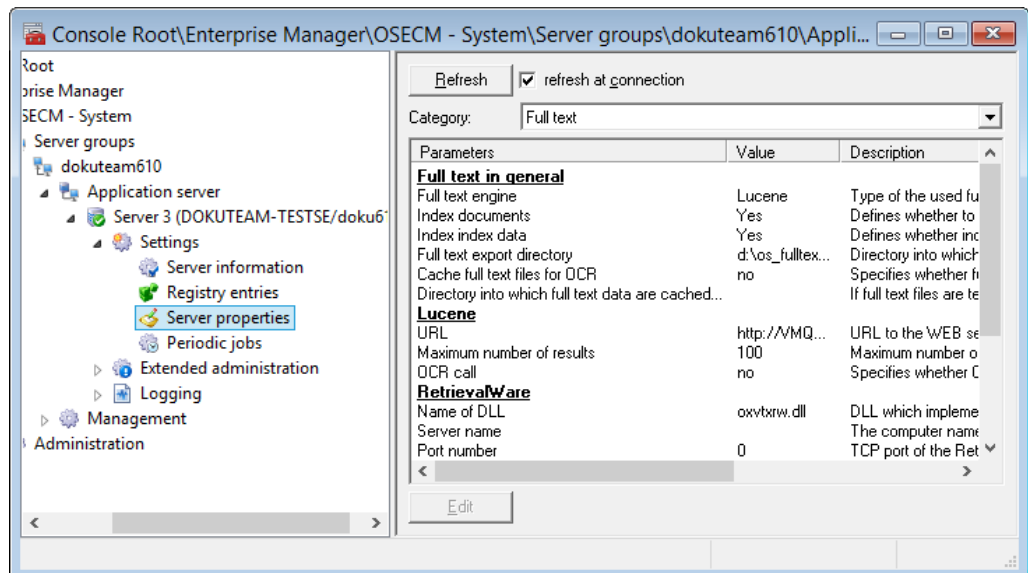 Console Root\Enterprise Manager\OSECM - System\Server groups\dokuteam610\Appli...
Root
prise Manager
SECM - System
Server groups
dokuteam610
Application server
Server 3 (DOKUTEAM-TESTSE/doku6
Settings
Server information
Registry entries
Server properties
Periodic jobs
Extended administration
Logging
Management
Administration
Refresh refresh at connection
Category: Full text
Parameters Value Description
Full text in general
Full text engine Lucene Type of the used fu
Index documents Yes Defines whether to
Index index data Yes Defines whether inc
Full text export directory d:\os_fulltex... Directory into which
Cache full text files for OCR no Specifies whether fu
Directory into which full text data are cached... If full text files are te
Lucene
URL http://VMQ... URL to the WEB se
Maximum number of results 100 Maximum number o
OCR call no Specifies whether O
RetrievalWare
Name of DLL oxvtxrw.dll DLL which impleme
Server name The computer name
Port number 0 TCP port of the Ret
Edit